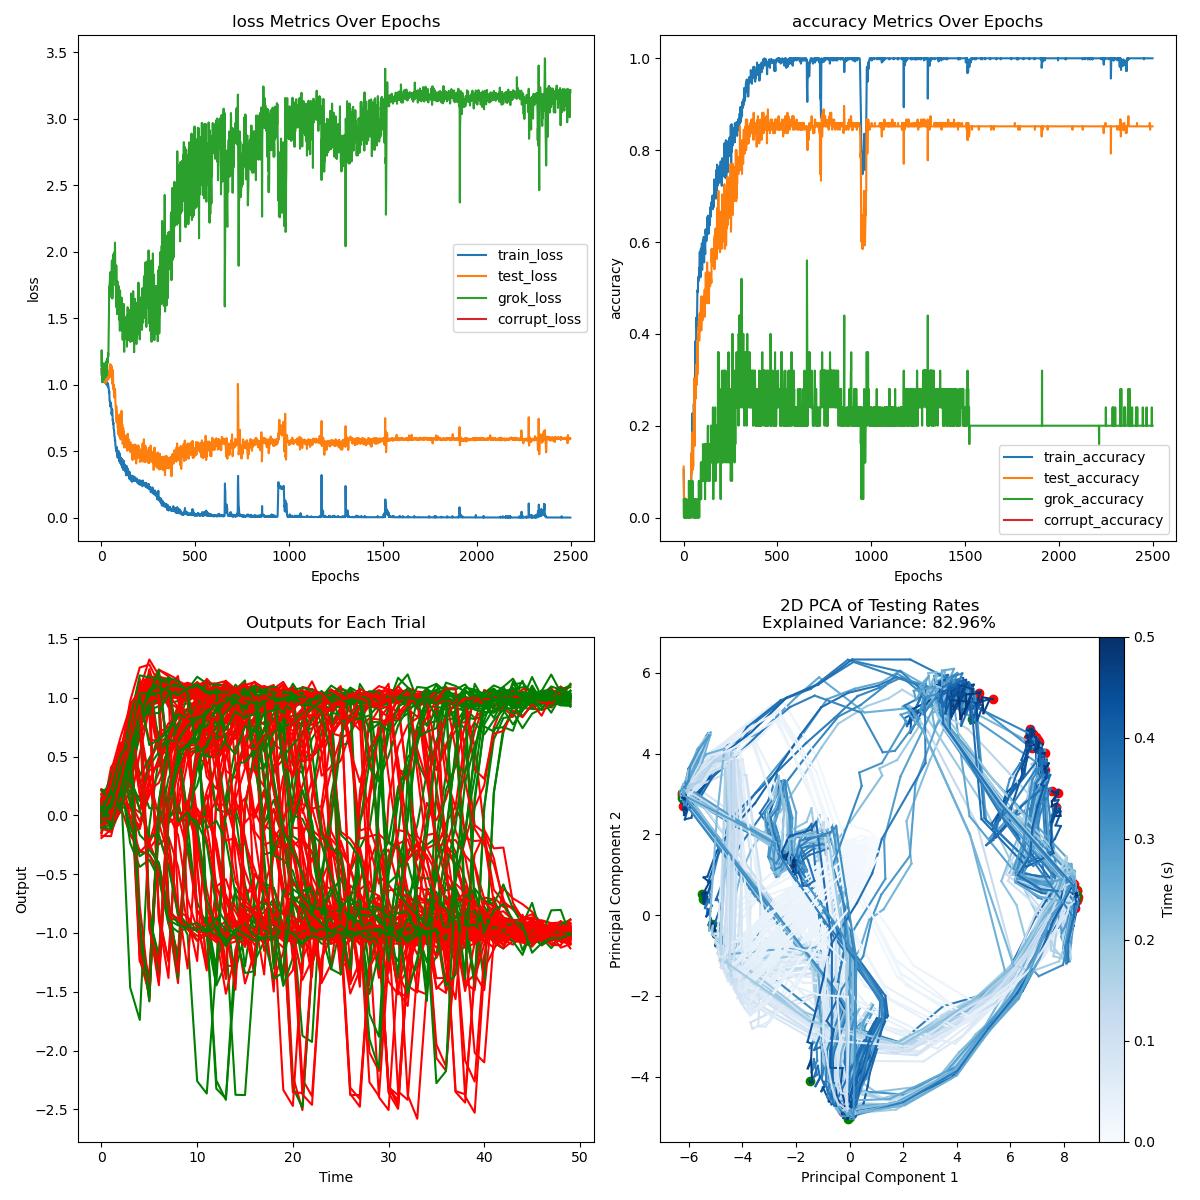 loss Metrics Over Epochs
3.5
3.0
2.5
2.0
1.5
1.0
0.5
0.0
loss
train_loss
test_loss
grok_loss
corrupt_loss
0
500
1000
1500
2000
2500
Epochs
accuracy Metrics Over Epochs
1.0
0.8
0.6
0.4
0.2
0.0
accuracy
train_accuracy
test_accuracy
grok_accuracy
corrupt_accuracy
0
500
1000
1500
2000
2500
Epochs
Outputs for Each Trial
1.5
1.0
0.5
0.0
−0.5
−1.0
−1.5
−2.0
−2.5
Output
0
10
20
30
40
50
Time
2D PCA of Testing Rates
Explained Variance: 82.96%
6
4
2
0
−2
−4
Principal Component 2
−6
−4
−2
0
2
4
6
8
Principal Component 1
0.5
0.4
0.3
0.2
0.1
0.0
Time (s)